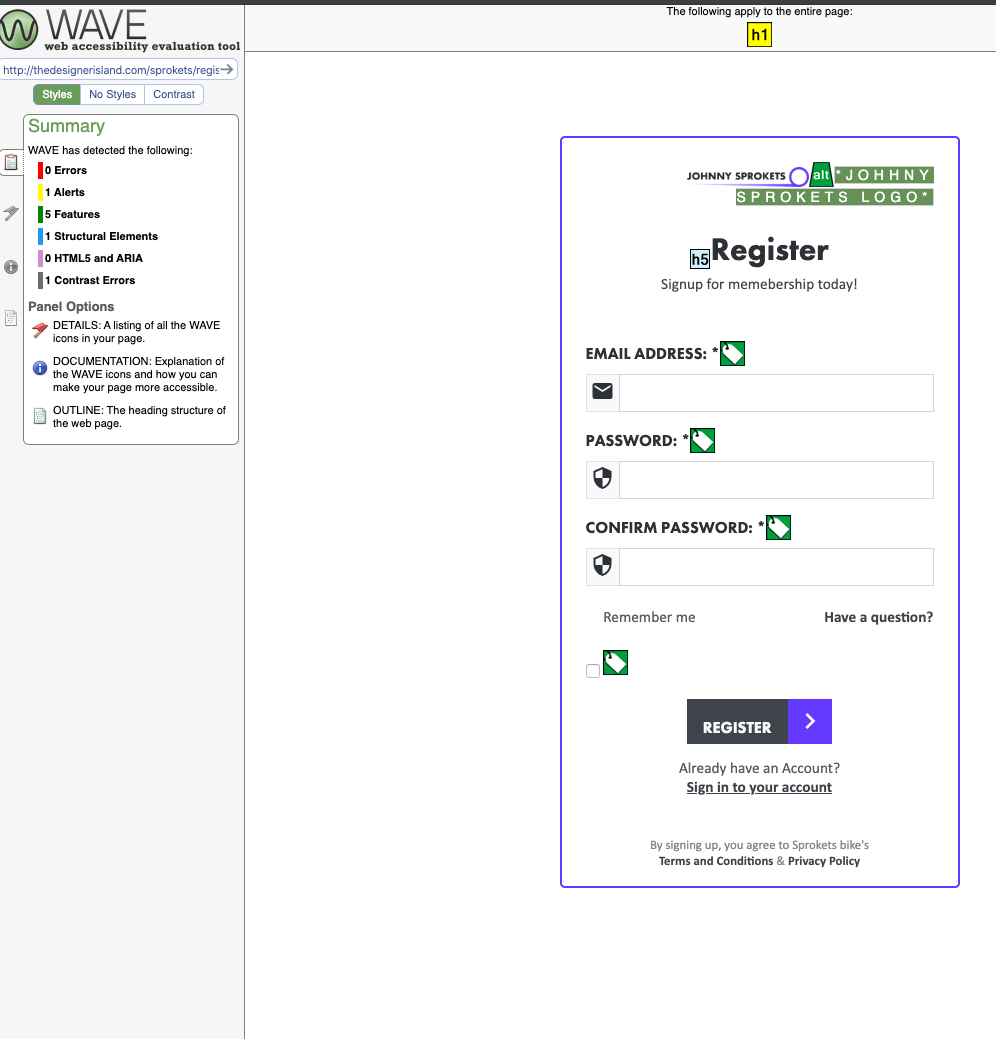 WAVE
web accessibility evaluation tool
http://thedesignerisland.com/sprokets/regis
Styles
No Styles
Contrast
Summary
WAVE has detected the following:
0 Errors
1 Alerts
5 Features
1 Structural Elements
0 HTML5 and ARIA
1 Contrast Errors
Panel Options
DETAILS: A listing of all the WAVE
icons in your page.
DOCUMENTATION: Explanation of
the WAVE icons and how you can
make your page more accessible.
OUTLINE: The heading structure of
the web page.
The following apply to the entire page:
h1
JOHNNY SPROKETS alt *JOHHNY
SPROKETS LOGO*
h5 Register
Signup for memebership today!
EMAIL ADDRESS: *
PASSWORD: *
CONFIRM PASSWORD: *
Remember me
Have a question?
REGISTER
Already have an Account?
Sign in to your account
By signing up, you agree to Sprokets bike's
Terms and Conditions & Privacy Policy